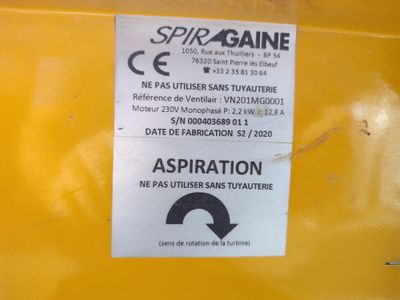 SPIRAGAINE
1050, Rue aux Thuilliers - BP 54
76320 Saint Pierre lés Elbeuf
☎ +33 2 35 81 30 64
CE
NE PAS UTILISER SANS TUYAUTERIE
Référence de Ventilair : VN201MG0001
Moteur 230V Monophasé P: 2,2 kW I: 12,8 A
S/N 000403689 01 1
DATE DE FABRICATION S2 / 2020
ASPIRATION
NE PAS UTILISER SANS TUYAUTERIE
(sens de rotation de la turbine)